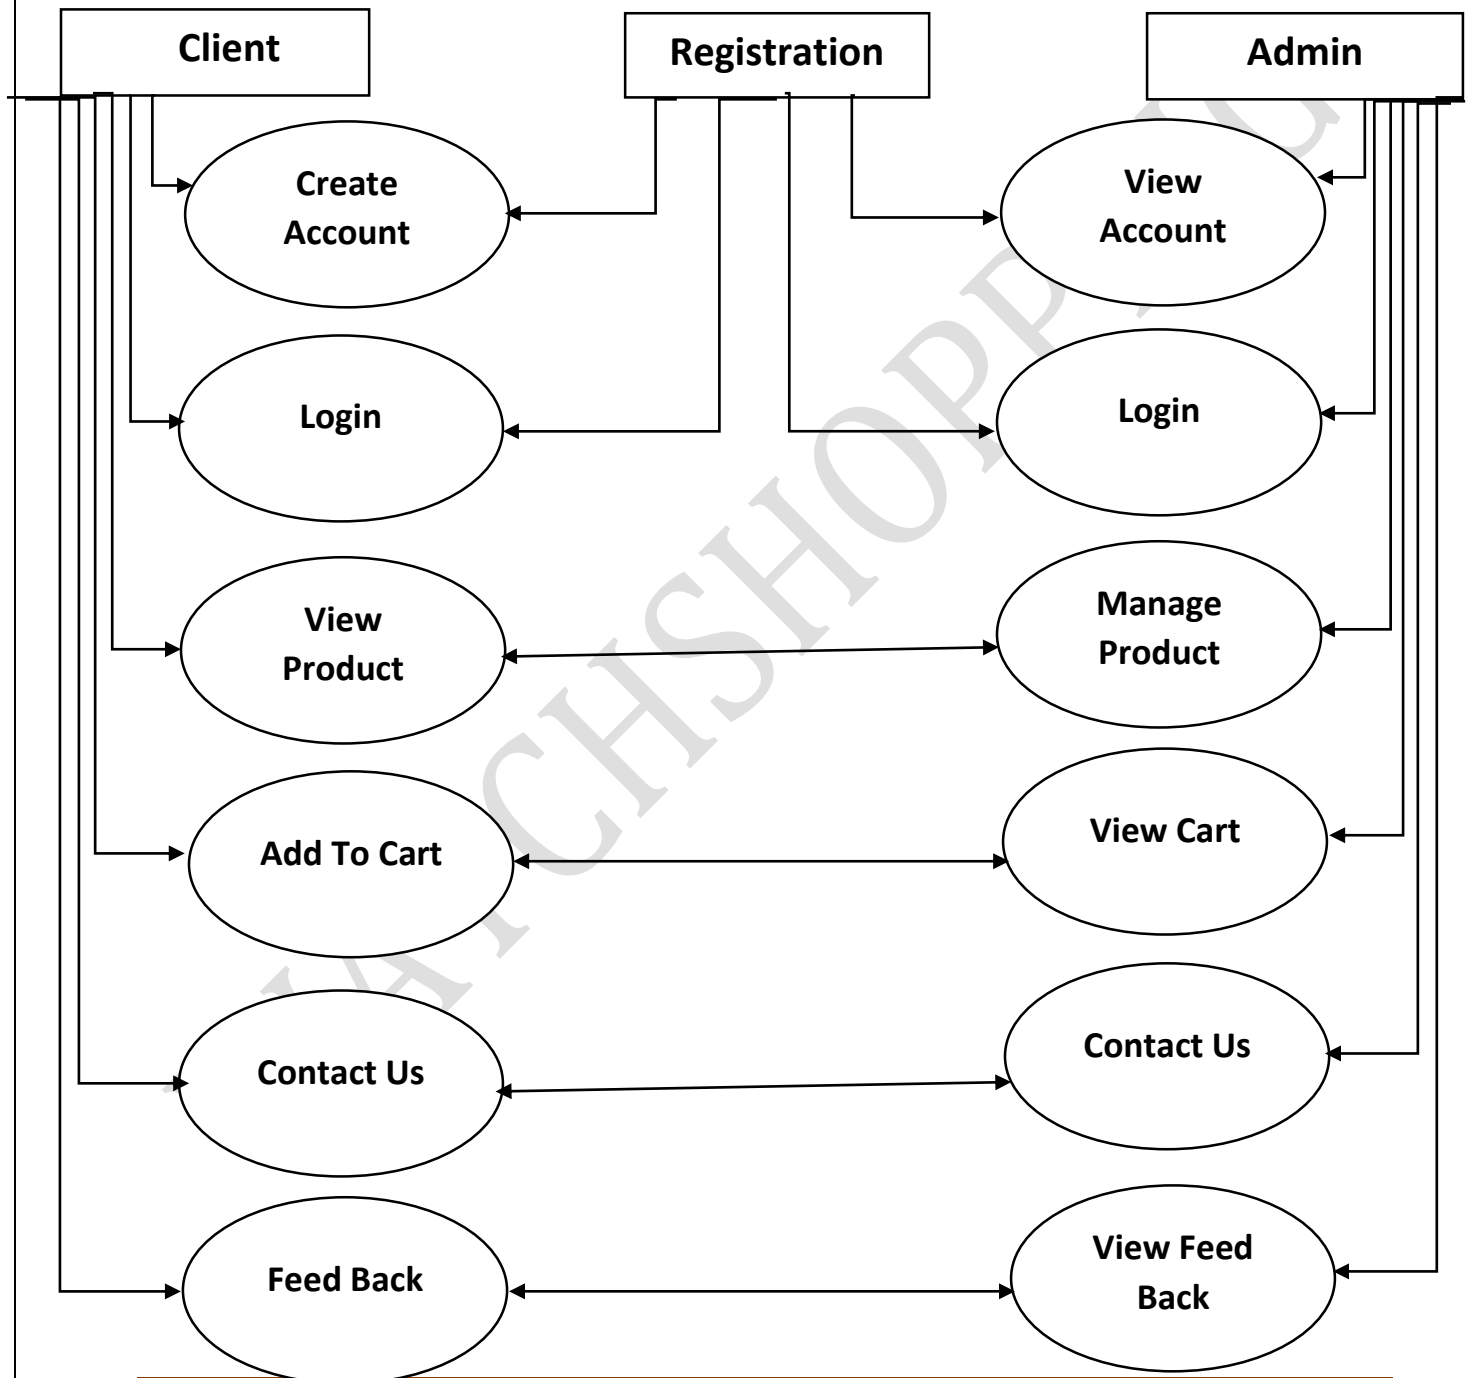 Client
Registration
Admin
Create
Account
View
Account
Login
Login
View
Product
Manage
Product
Add To Cart
View Cart
Contact Us
Contact Us
Feed Back
View Feed
Back
WATCHSHOPPING